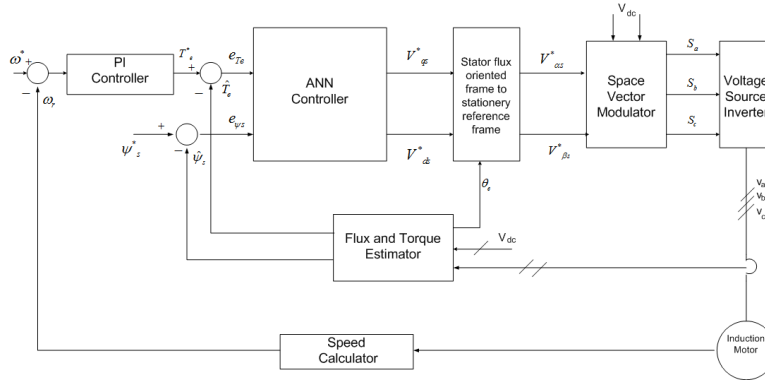 V_dc
ω* +
−
ω_r
PI
Controller
T*_e
+
−
T̂_e
e_Te
e_ψs
ψ*_s
+
−
ψ̂_s
ANN
Controller
V*_qs
V*_ds
Stator flux
oriented
frame to
stationery
reference
frame
θ_e
V*_αs
V*_βs
Space
Vector
Modulator
S_a
S_b
S_c
Voltage
Source
Inverter
v_a
v_b
v_c
Flux and Torque
Estimator
V_dc
Speed
Calculator
Induction
Motor